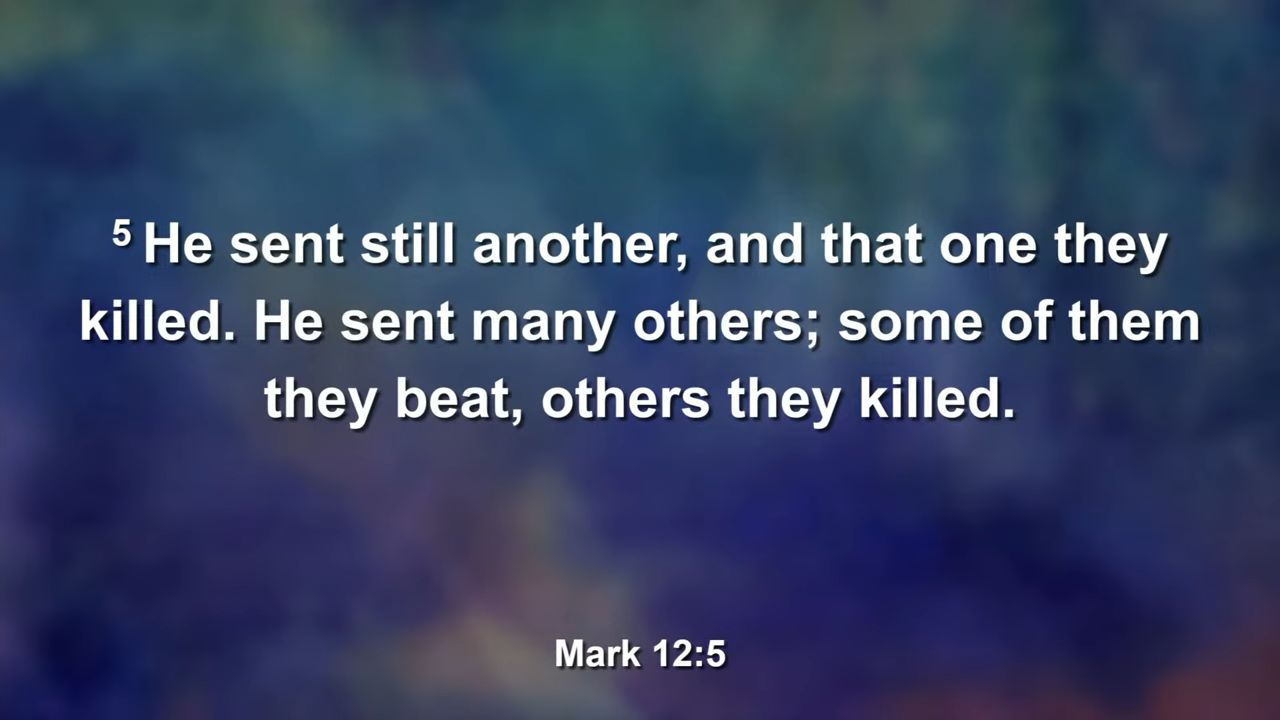 5 He sent still another, and that one they
killed. He sent many others; some of them
they beat, others they killed.
Mark 12:5